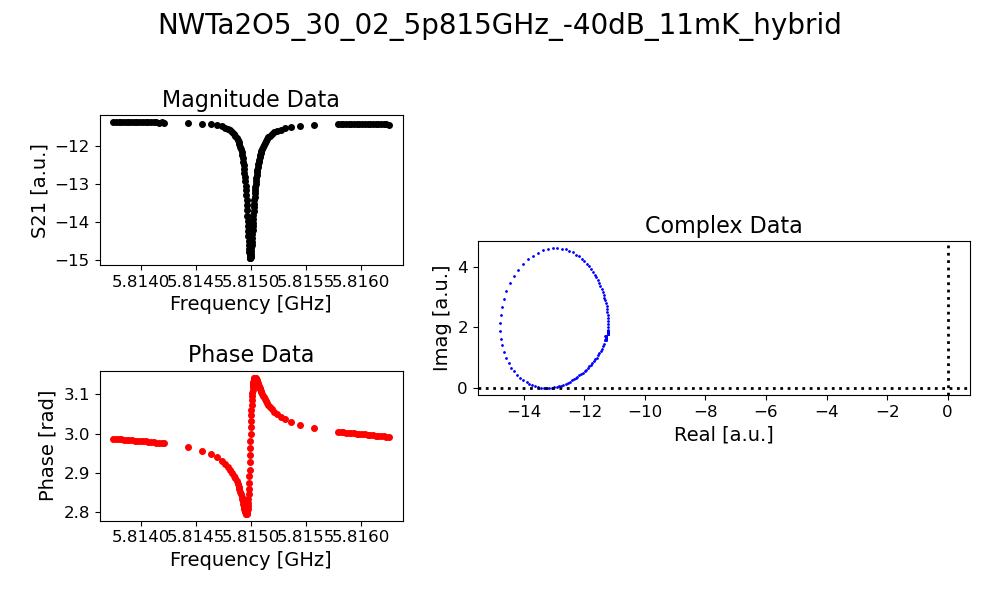 NWTa2O5_30_02_5p815GHz_-40dB_11mK_hybrid
Magnitude Data
S21 [a.u.]
−12
−13
−14
−15
5.8140 5.8145 5.8150 5.8155 5.8160
Frequency [GHz]
Complex Data
Imag [a.u.]
4
2
0
−14 −12 −10 −8 −6 −4 −2 0
Real [a.u.]
Phase Data
Phase [rad]
3.1
3.0
2.9
2.8
5.8140 5.8145 5.8150 5.8155 5.8160
Frequency [GHz]